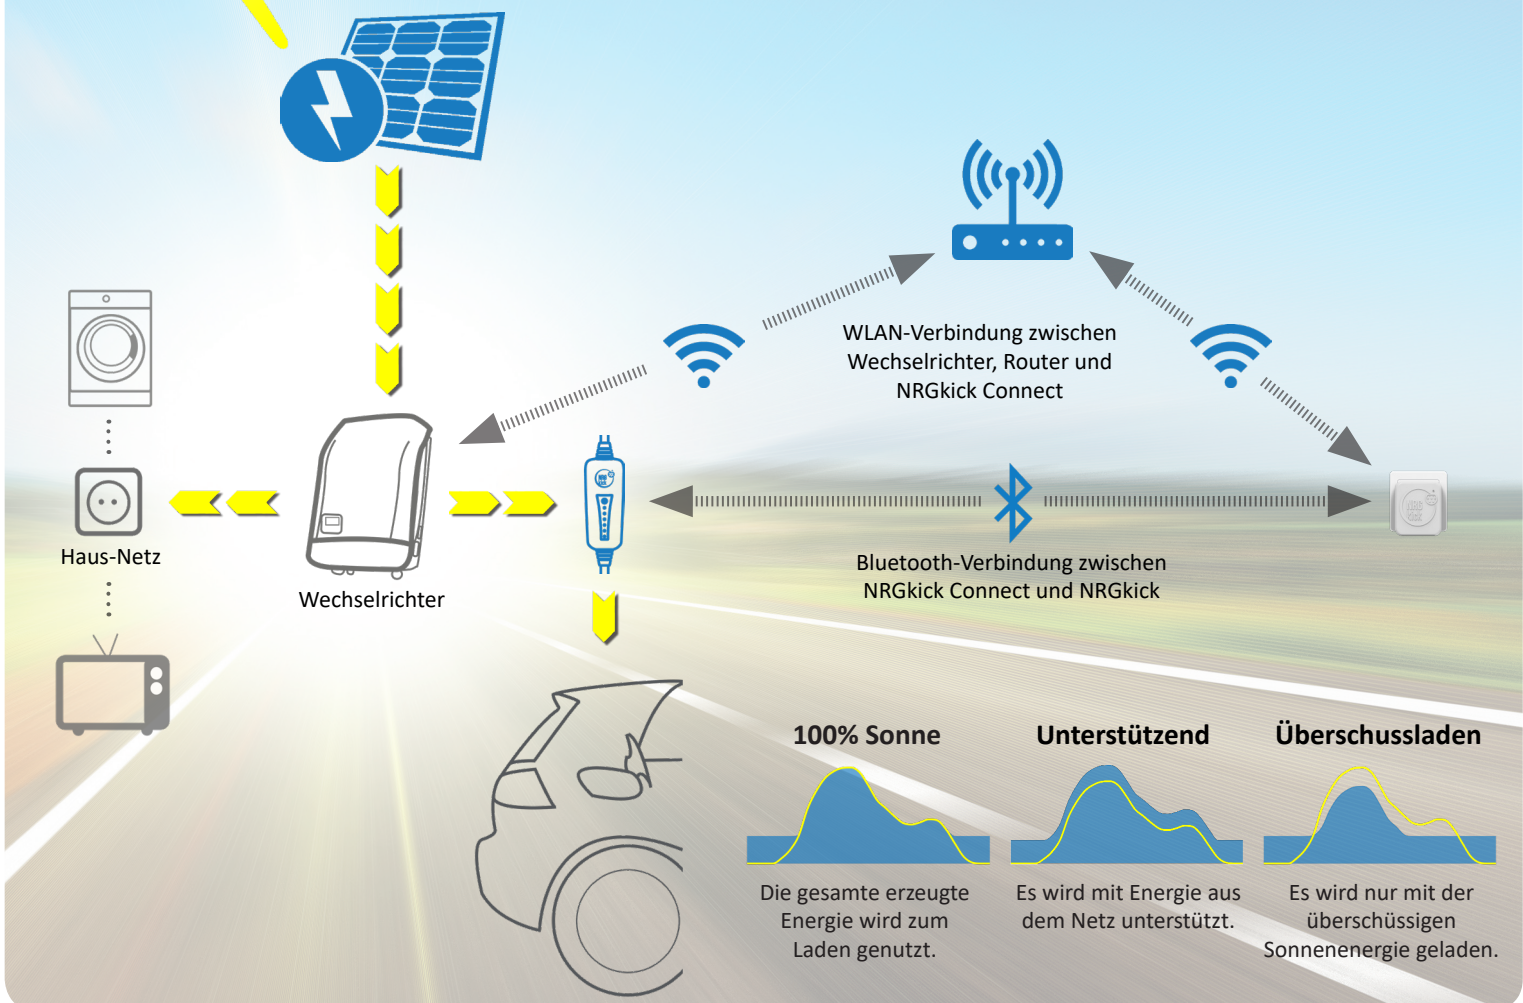 WLAN-Verbindung zwischen
Wechselrichter, Router und
NRGkick Connect
Haus-Netz
Wechselrichter
Bluetooth-Verbindung zwischen
NRGkick Connect und NRGkick
100% Sonne
Die gesamte erzeugte
Energie wird zum
Laden genutzt.
Unterstützend
Es wird mit Energie aus
dem Netz unterstützt.
Überschussladen
Es wird nur mit der
überschüssigen
Sonnenenergie geladen.